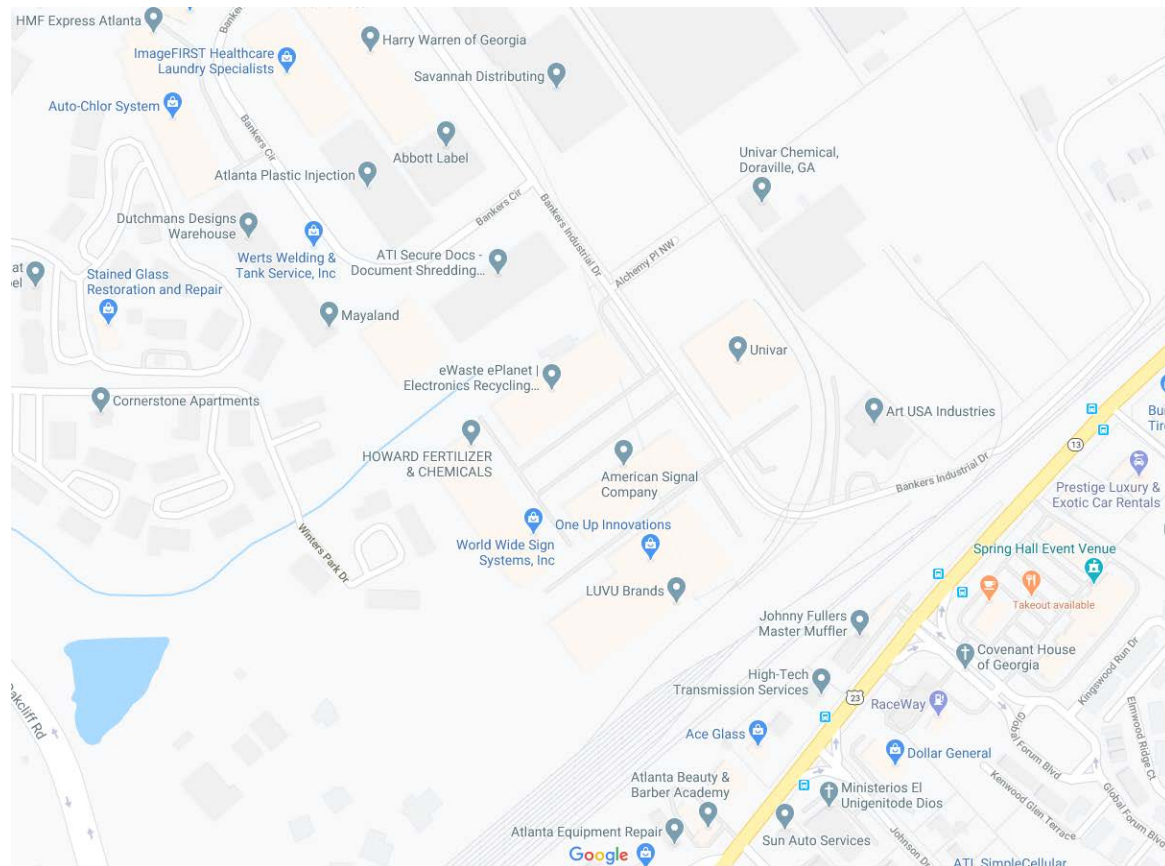 HMF Express Atlanta
Harry Warren of Georgia
ImageFIRST Healthcare
Laundry Specialists
Savannah Distributing
Auto-Chlor System
Bankers Cir
Abbott Label
Univar Chemical,
Doraville, GA
Atlanta Plastic Injection
Bankers Cir
Bankers Industrial Dr
Dutchmans Designs
Warehouse
Alchemy Pl NW
Werts Welding &
Tank Service, Inc
ATI Secure Docs -
Document Shredding...
Stained Glass
Restoration and Repair
Mayaland
Univar
eWaste ePlanet |
Electronics Recycling...
Cornerstone Apartments
Art USA Industries
13
HOWARD FERTILIZER
& CHEMICALS
American Signal
Company
Bankers Industrial Dr
Prestige Luxury &
Exotic Car Rentals
One Up Innovations
World Wide Sign
Systems, Inc
Winters Park Dr
Spring Hall Event Venue
LUVU Brands
Takeout available
Johnny Fullers
Master Muffler
Covenant House
of Georgia
Kingswood Run Dr
High-Tech
Transmission Services
23
RaceWay
Elmwood Ridge Ct
Oakcliff Rd
Ace Glass
Global Forum Blvd
Dollar General
Atlanta Beauty &
Barber Academy
Ministerios El
Unigenitode Dios
Kenwood Glen Terrace
Global Forum Blvd
Atlanta Equipment Repair
Sun Auto Services
Johnson Dr
Google
ATL SimpleCellular